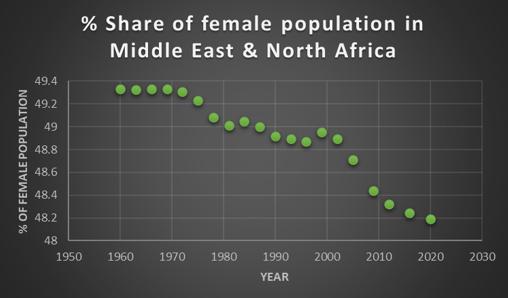 % Share of female population in
Middle East & North Africa
% OF FEMALE POPULATION
49.4
49.2
49
48.8
48.6
48.4
48.2
48
1950 1960 1970 1980 1990 2000 2010 2020 2030
YEAR